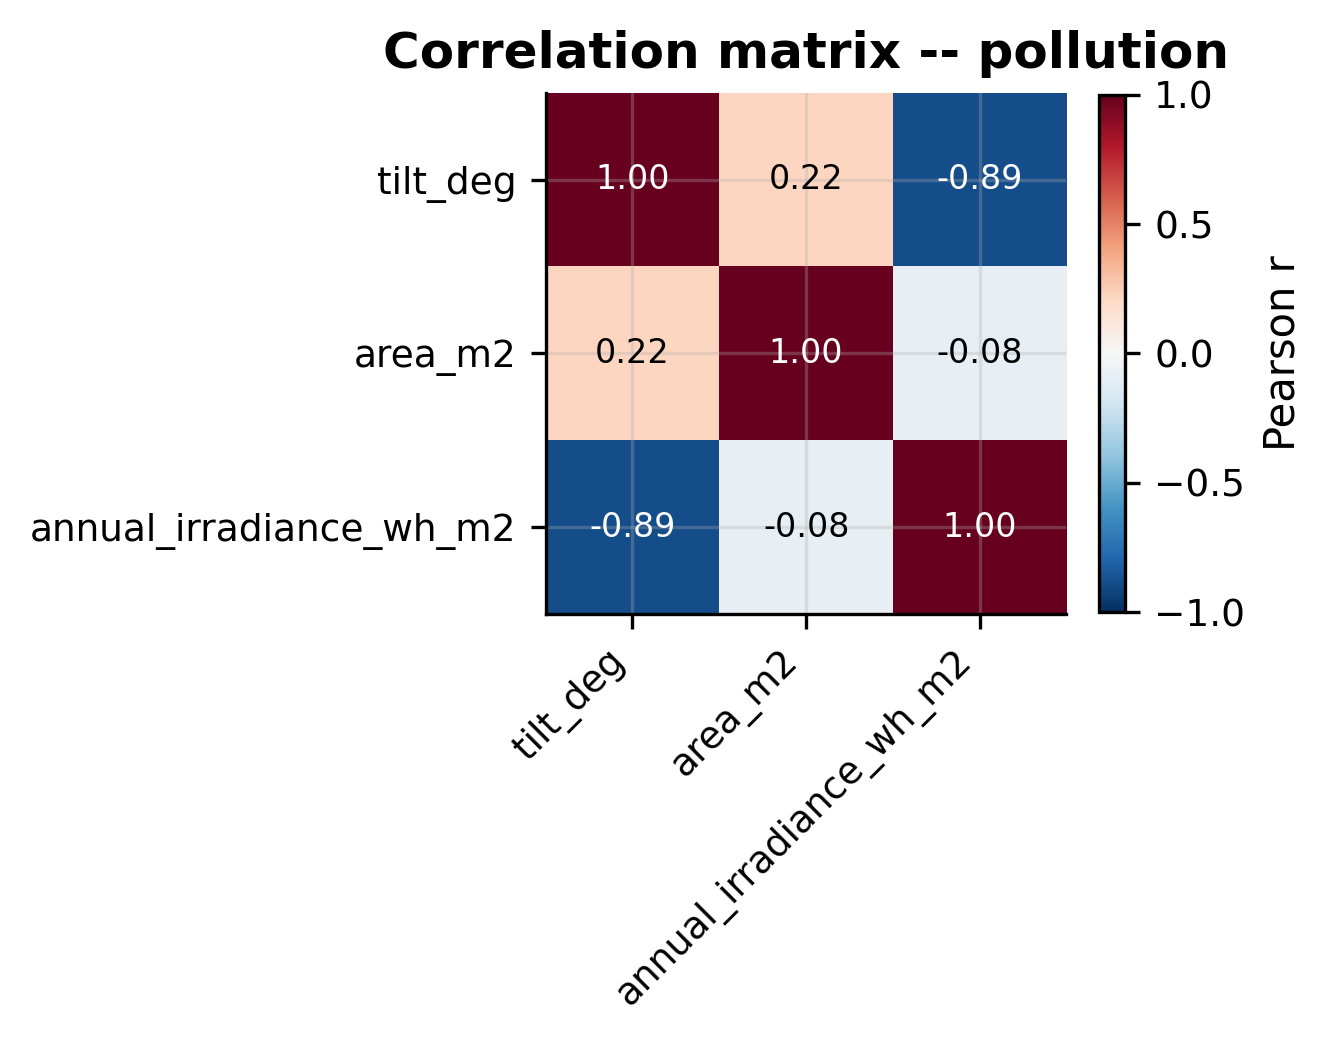 Correlation matrix -- pollution
tilt_deg
1.00 0.22 -0.89
area_m2
0.22 1.00 -0.08
annual_irradiance_wh_m2
-0.89 -0.08 1.00
tilt_deg
area_m2
annual_irradiance_wh_m2
1.0
0.5
0.0
−0.5
−1.0
Pearson r